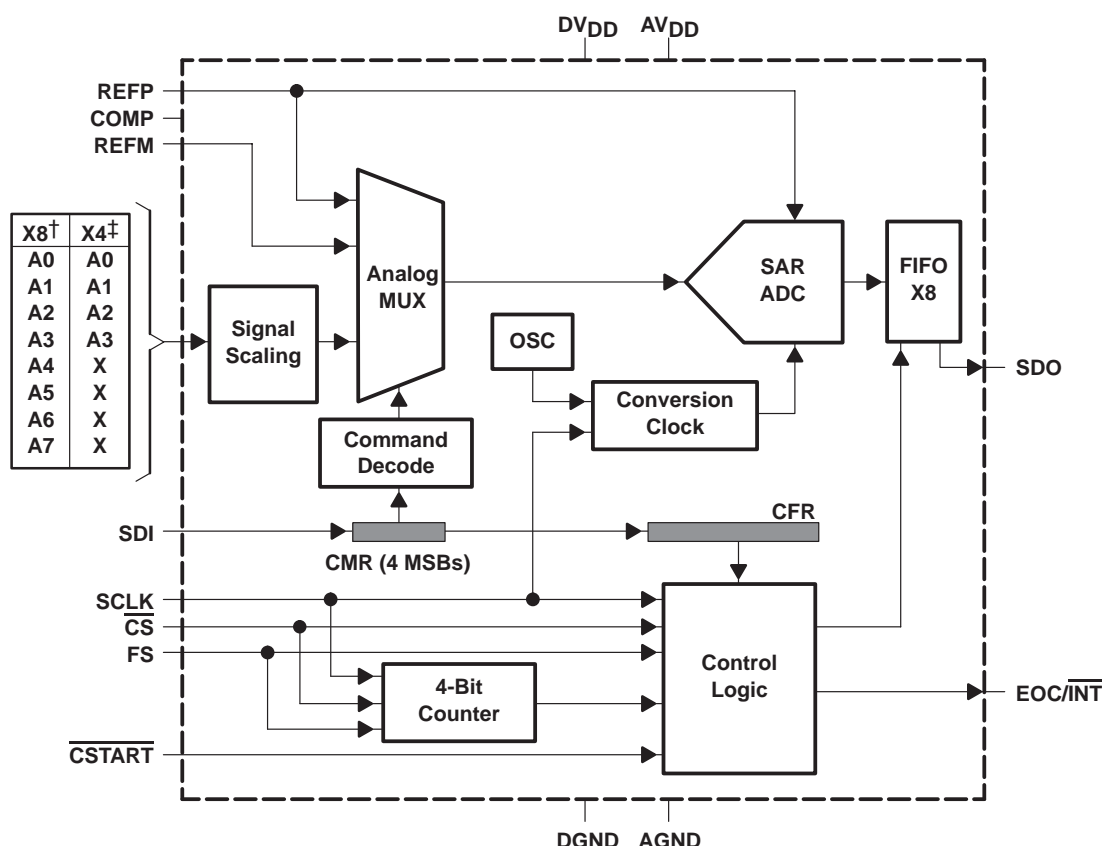 DVDD AVDD
REFP
COMP
REFM
X8† X4‡
A0 A0
A1 A1
A2 A2
A3 A3
A4 X
A5 X
A6 X
A7 X
Signal
Scaling
Analog
MUX
SAR
ADC
FIFO
X8
OSC
Conversion
Clock
SDO
Command
Decode
SDI
CMR (4 MSBs)
CFR
SCLK
CS
FS
4-Bit
Counter
Control
Logic
EOC/INT
CSTART
DGND AGND